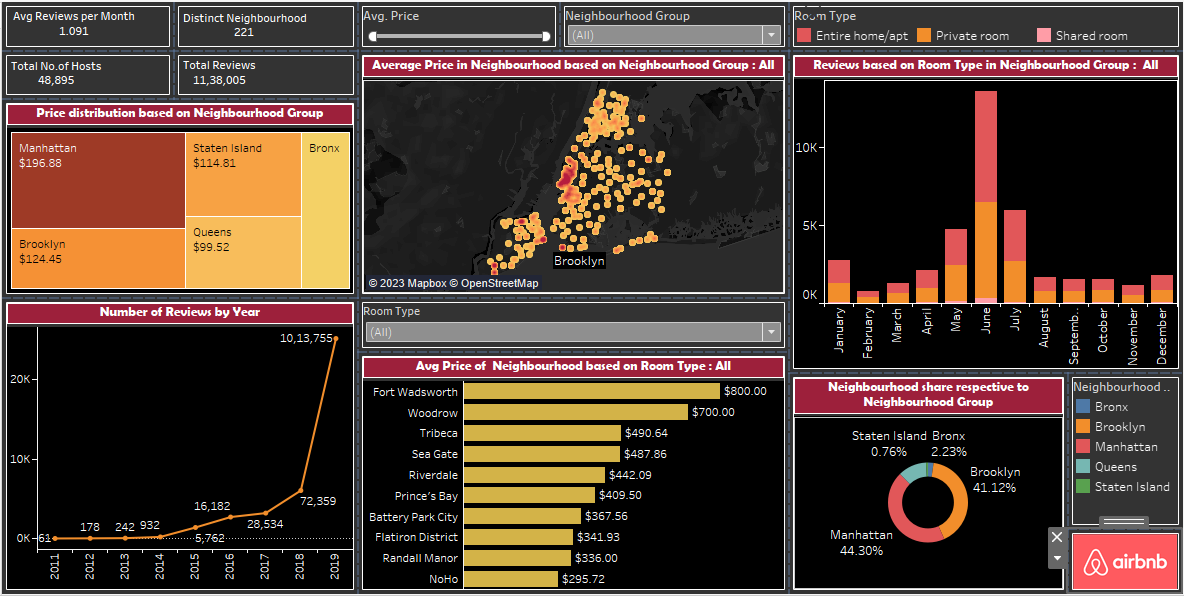 Avg Reviews per Month
1.091
Distinct Neighbourhood
221
Total No.of Hosts
48,895
Total Reviews
11,38,005
Avg. Price
Neighbourhood Group
(All)
Room Type
Entire home/apt
Private room
Shared room
Price distribution based on Neighbourhood Group
Manhattan
$196.88
Brooklyn
$124.45
Staten Island
$114.81
Queens
$99.52
Bronx
Average Price in Neighbourhood based on Neighbourhood Group : All
Brooklyn
© 2023 Mapbox © OpenStreetMap
Reviews based on Room Type in Neighbourhood Group : All
10K
5K
0K
January
February
March
April
May
June
July
August
Septemb..
October
November
December
Number of Reviews by Year
20K
10K
0K
61
178
242
932
5,762
16,182
28,534
72,359
10,13,755
2011
2012
2013
2014
2015
2016
2017
2018
2019
Room Type
(All)
Avg Price of Neighbourhood based on Room Type : All
Fort Wadsworth $800.00
Woodrow $700.00
Tribeca $490.64
Sea Gate $487.86
Riverdale $442.09
Prince's Bay $409.50
Battery Park City $367.56
Flatiron District $341.93
Randall Manor $336.00
NoHo $295.72
Neighbourhood share respective to
Neighbourhood Group
Staten Island
0.76%
Bronx
2.23%
Brooklyn
41.12%
Manhattan
44.30%
Neighbourhood ..
Bronx
Brooklyn
Manhattan
Queens
Staten Island
airbnb